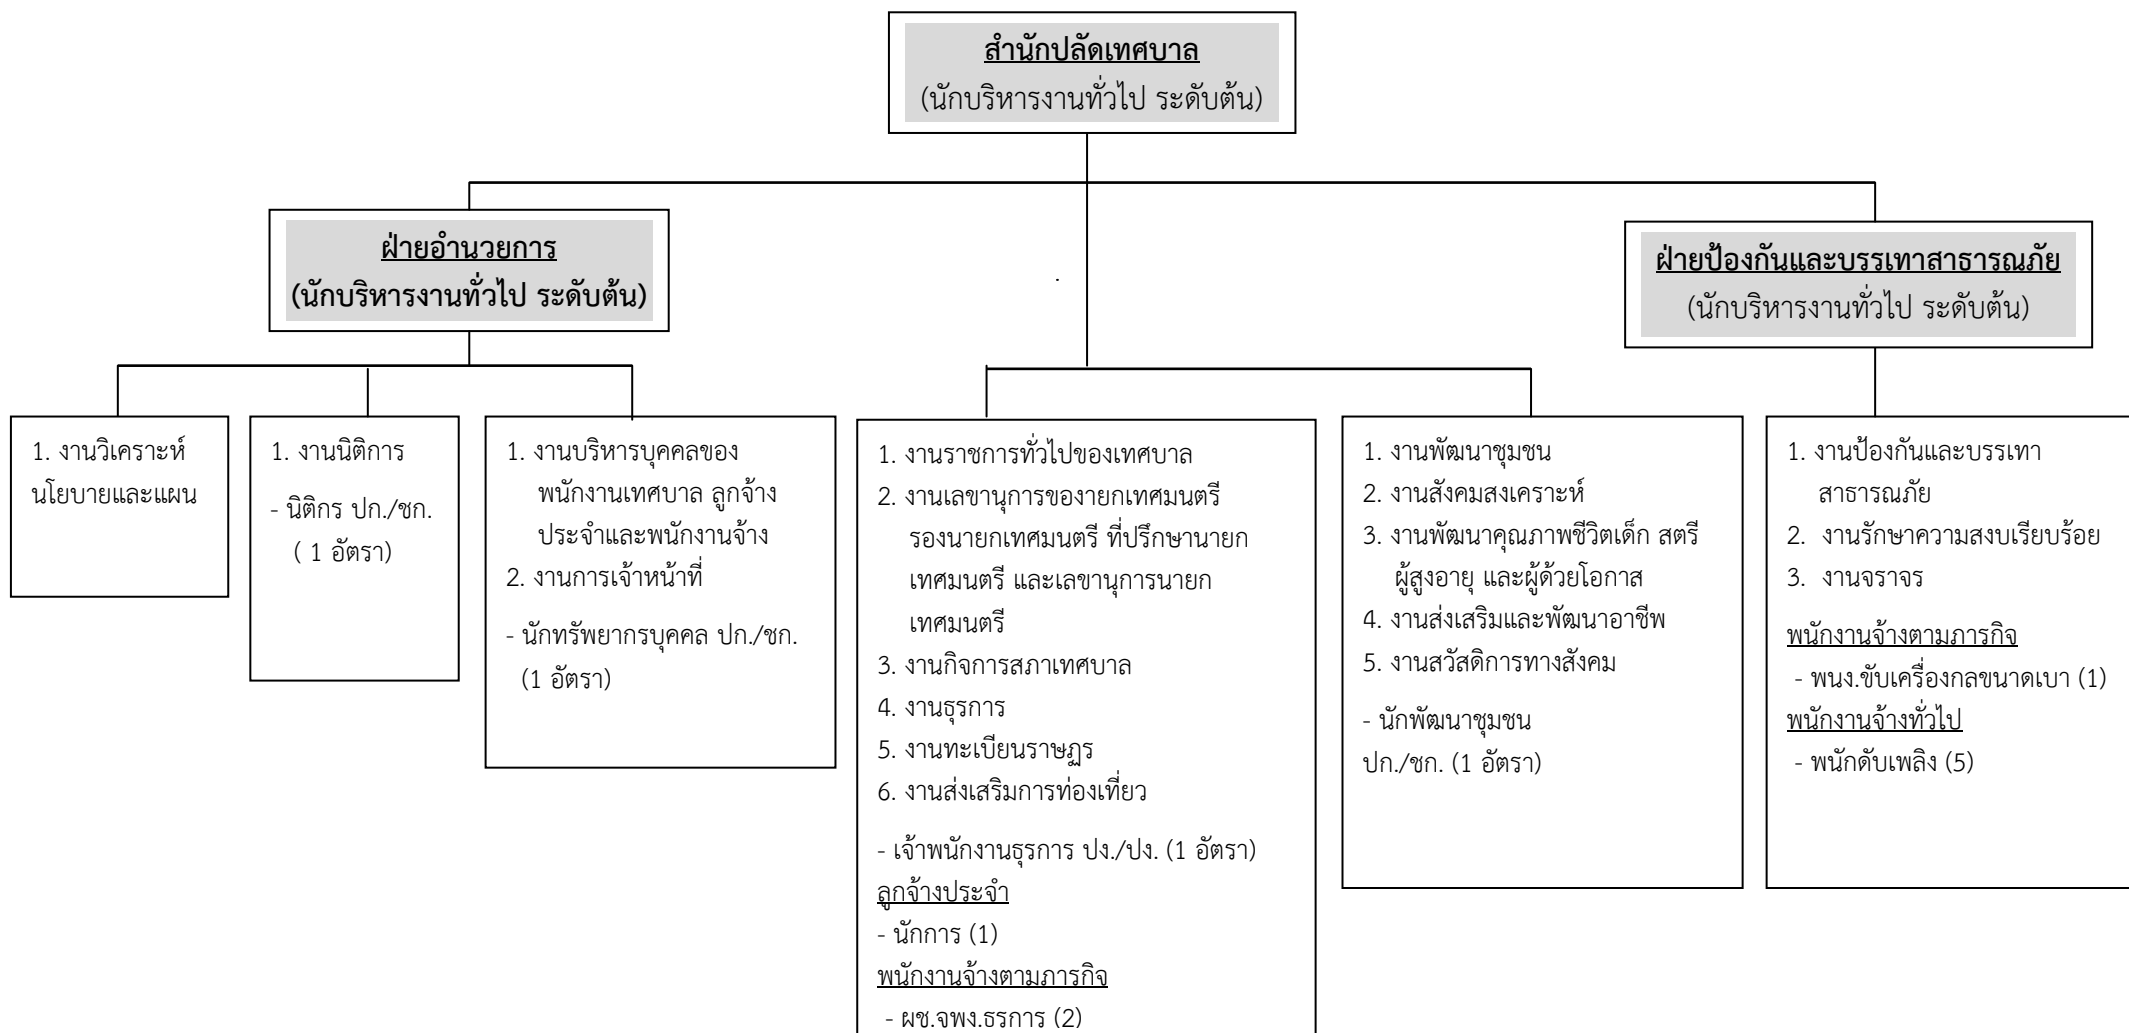 สำนักปลัดเทศบาล
(นักบริหารงานทั่วไป ระดับต้น)
ฝ่ายอำนวยการ
(นักบริหารงานทั่วไป ระดับต้น)
ฝ่ายป้องกันและบรรเทาสาธารณภัย
(นักบริหารงานทั่วไป ระดับต้น)
1. งานวิเคราะห์
นโยบายและแผน
1. งานนิติการ
- นิติกร ปก./ชก.
( 1 อัตรา)
1. งานบริหารบุคคลของ
พนักงานเทศบาล ลูกจ้าง
ประจำและพนักงานจ้าง
2. งานการเจ้าหน้าที่
- นักทรัพยากรบุคคล ปก./ชก.
(1 อัตรา)
1. งานราชการทั่วไปของเทศบาล
2. งานเลขานุการของายกเทศมนตรี
รองนายกเทศมนตรี ที่ปรึกษานายก
เทศมนตรี และเลขานุการนายก
เทศมนตรี
3. งานกิจการสภาเทศบาล
4. งานธุรการ
5. งานทะเบียนราษฎร
6. งานส่งเสริมการท่องเที่ยว
- เจ้าพนักงานธุรการ ปง./ปง. (1 อัตรา)
ลูกจ้างประจำ
- นักการ (1)
พนักงานจ้างตามภารกิจ
- ผช.จพง.ธรการ (2)
1. งานพัฒนาชุมชน
2. งานสังคมสงเคราะห์
3. งานพัฒนาคุณภาพชีวิตเด็ก สตรี
ผู้สูงอายุ และผู้ด้วยโอกาส
4. งานส่งเสริมและพัฒนาอาชีพ
5. งานสวัสดิการทางสังคม
- นักพัฒนาชุมชน
ปก./ชก. (1 อัตรา)
1. งานป้องกันและบรรเทา
สาธารณภัย
2. งานรักษาความสงบเรียบร้อย
3. งานจราจร
พนักงานจ้างตามภารกิจ
- พนง.ขับเครื่องกลขนาดเบา (1)
พนักงานจ้างทั่วไป
- พนักดับเพลิง (5)